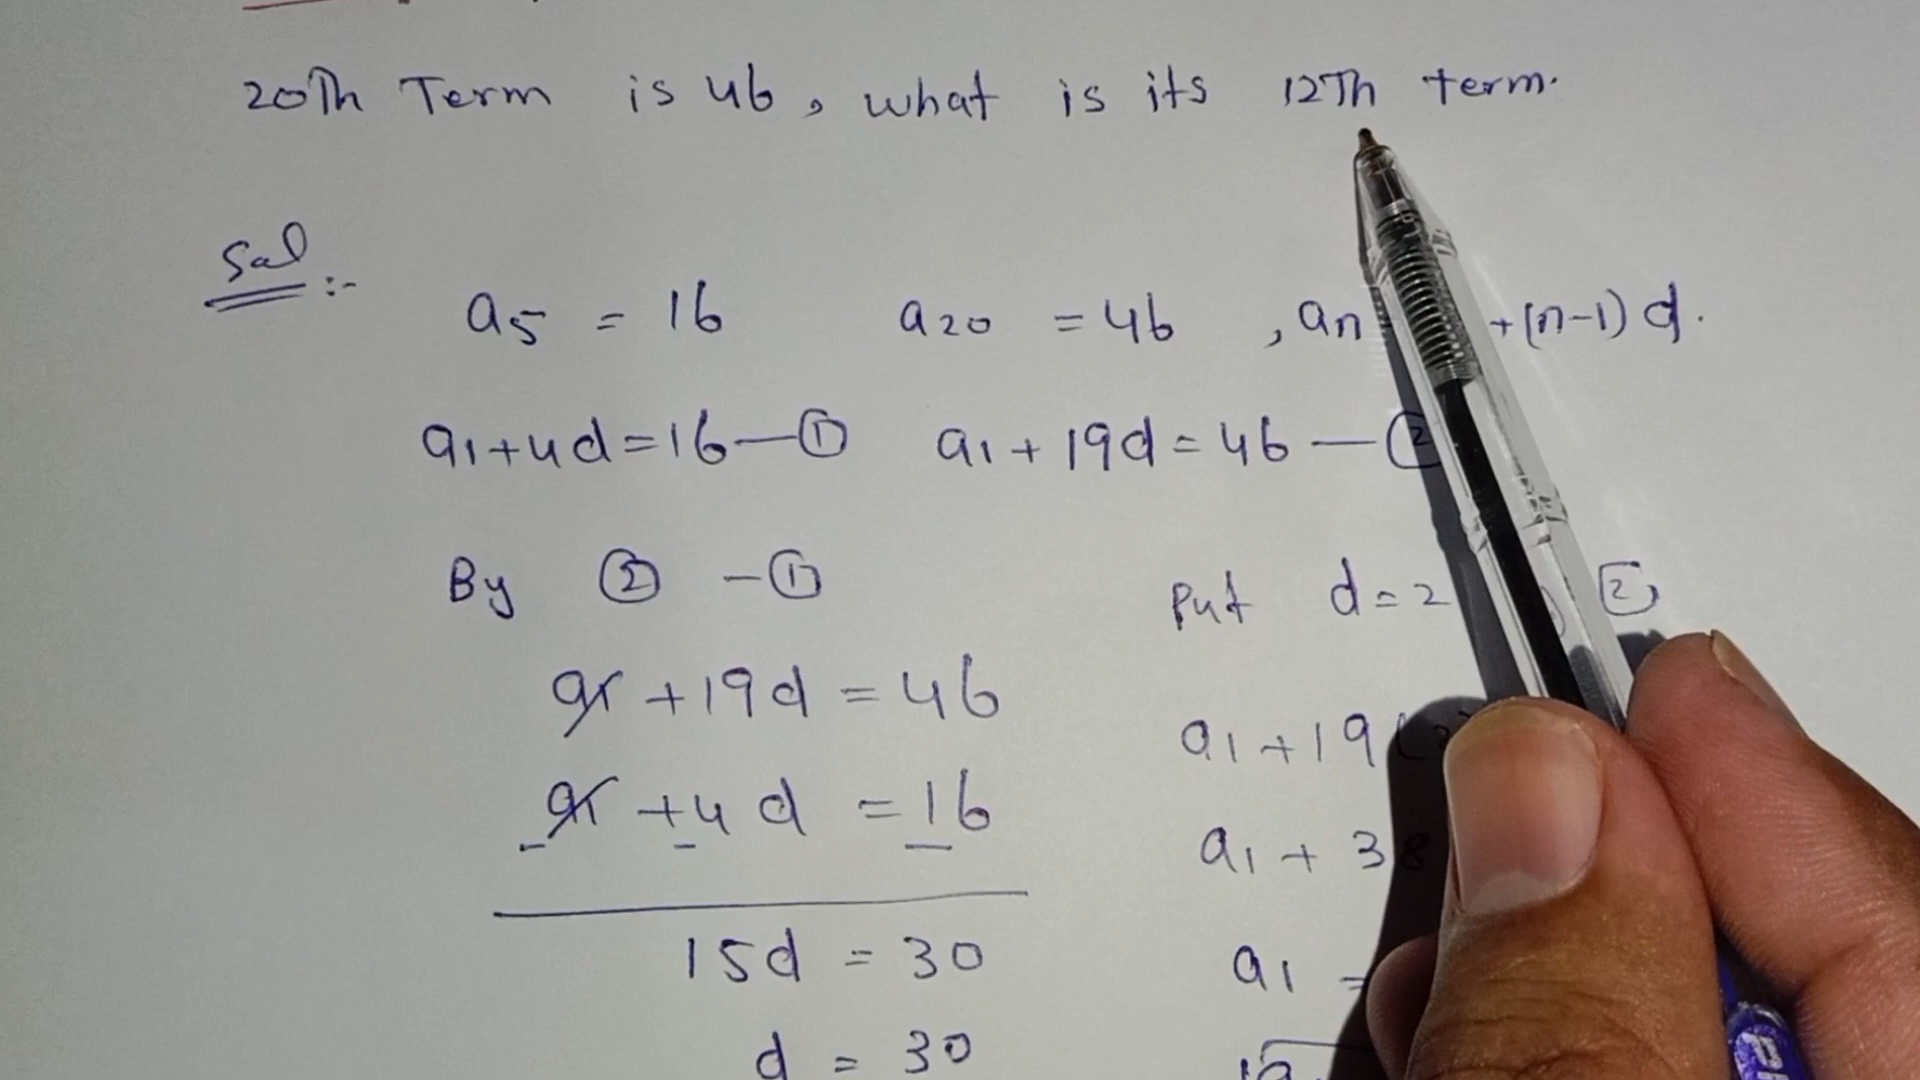 20Th Term is 46, what is its 12Th term.
Sol :-
a5 = 16 a20 = 46 , an +(n-1)d.
a1+4d=16—① a1+19d=46—②
By ② -①
a1 +19d = 46
a1 +4d = 16
15d = 30
d = 30
Put d=2 ②
a1+19
a1 + 38
a1 =